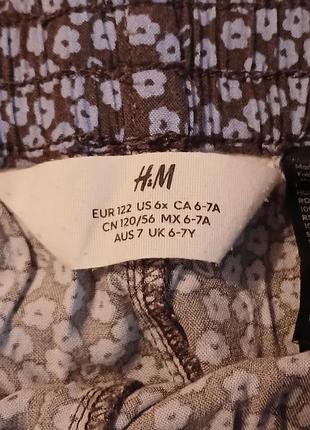 H&M
EUR 122 US 6x CA 6-7A
CN 120/56 MX 6-7A
AUS 7 UK 6-7Y